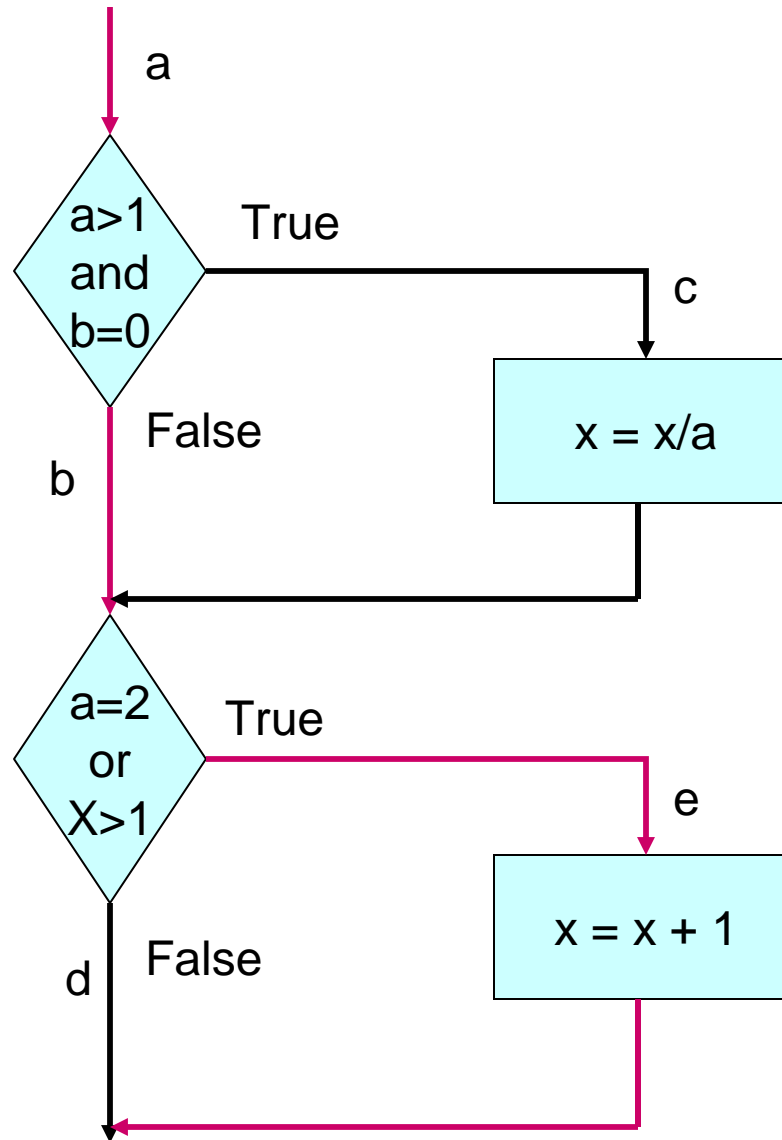 a
a>1
and
b=0
True
c
x = x/a
False
b
a=2
or
X>1
True
e
x = x + 1
False
d